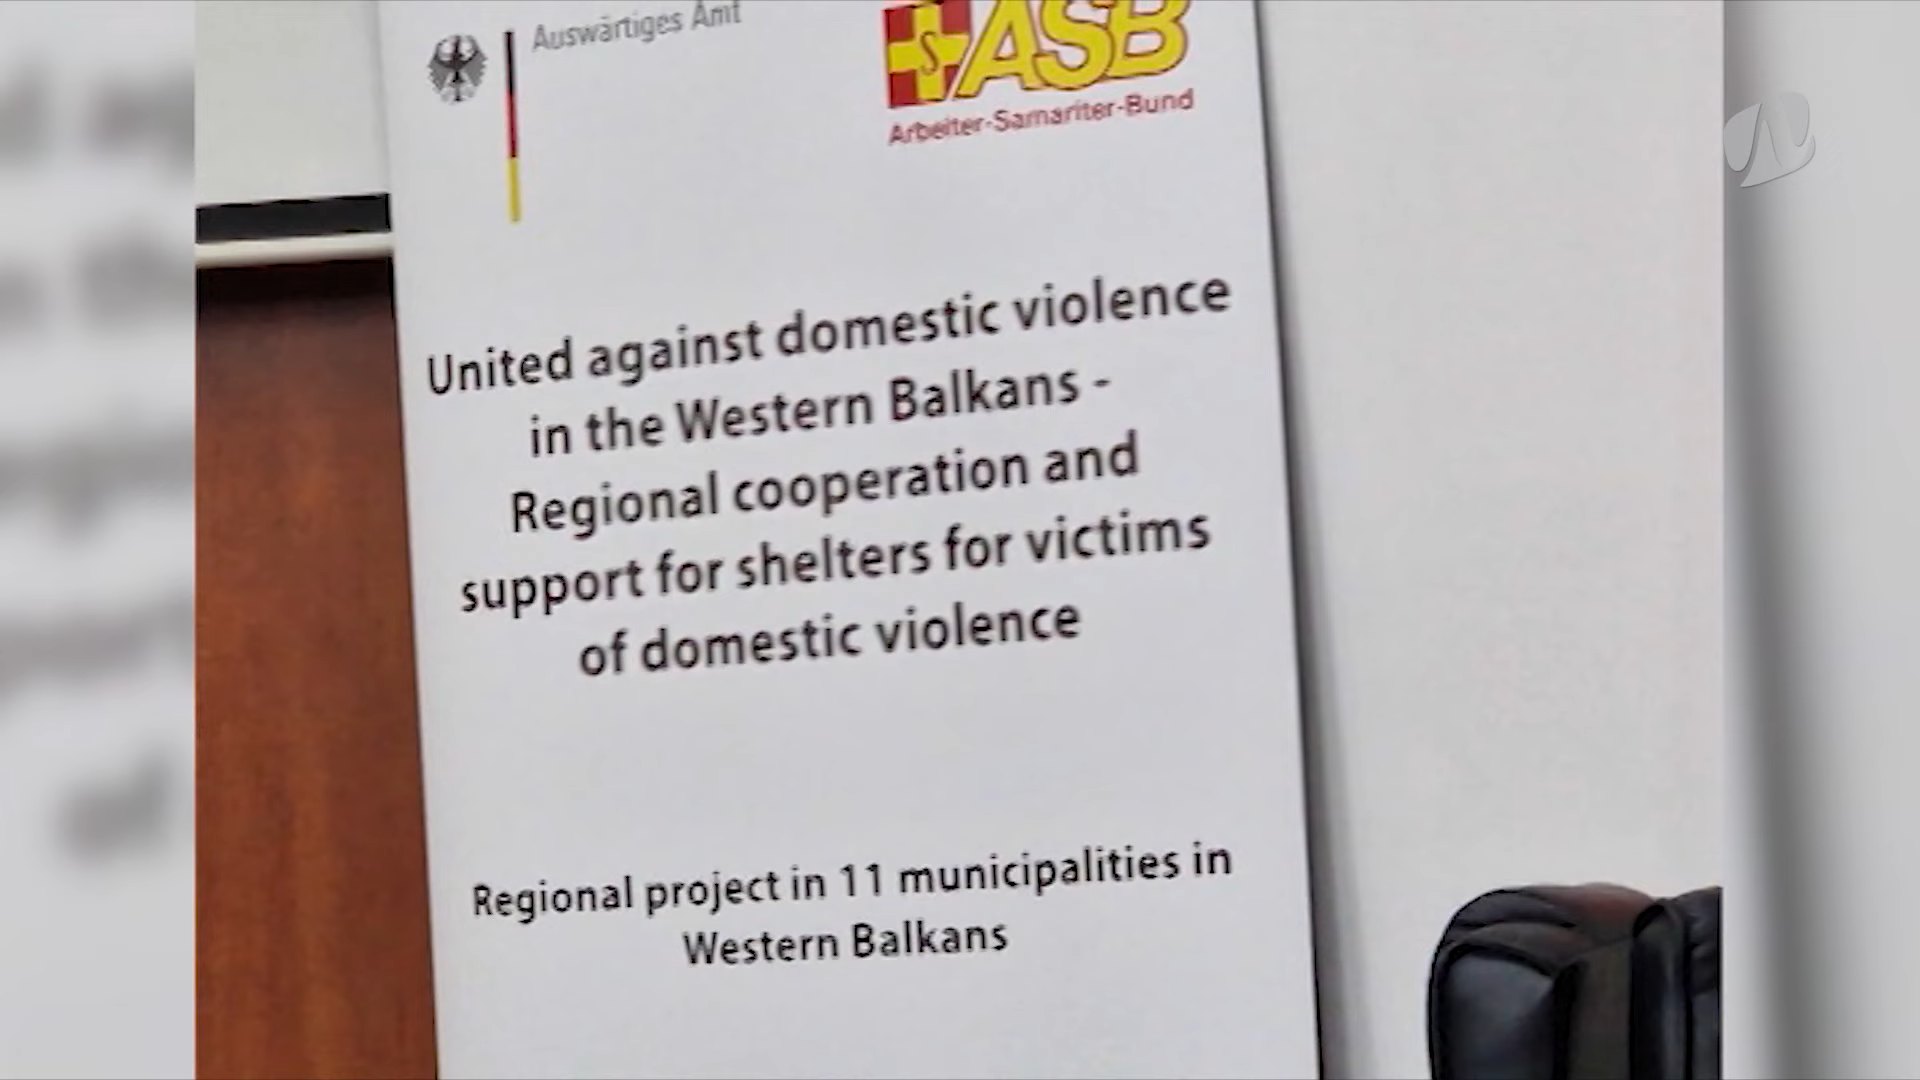 Auswärtiges Amt
ASB
Arbeiter-Samariter-Bund
United against domestic violence
in the Western Balkans -
Regional cooperation and
support for shelters for victims
of domestic violence
Regional project in 11 municipalities in
Western Balkans